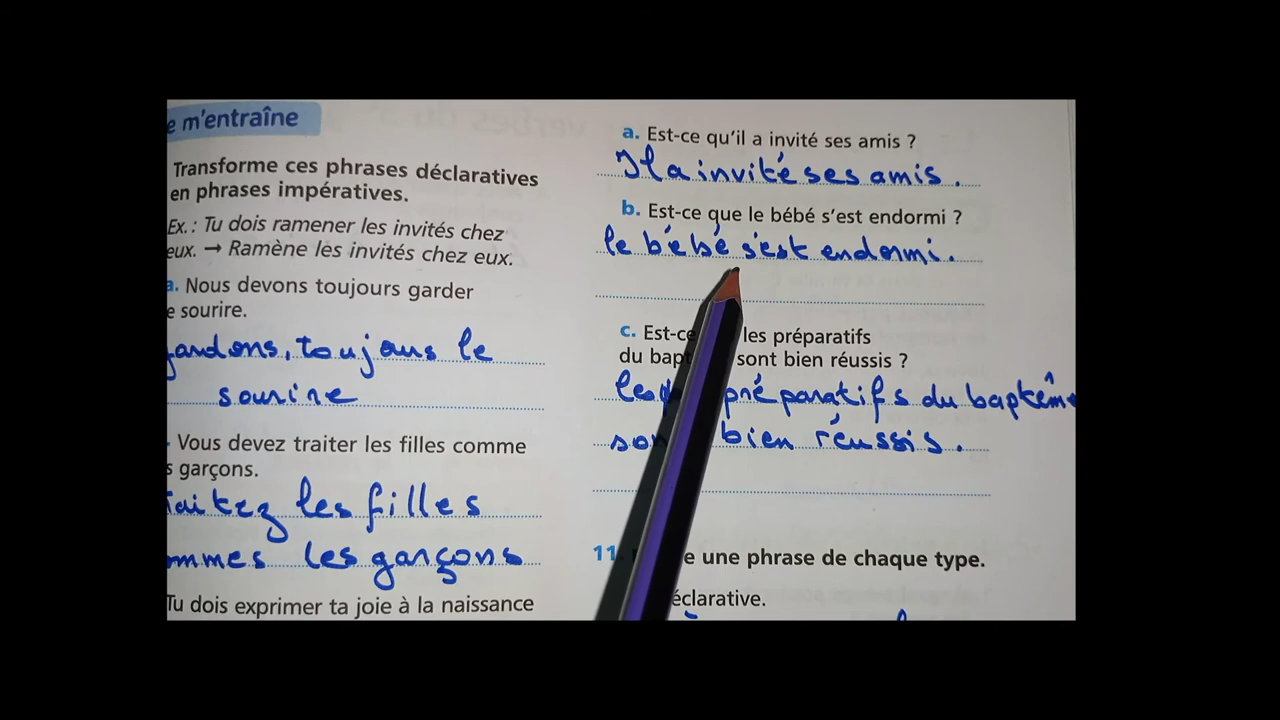 e m'entraîne
Transforme ces phrases déclaratives
en phrases impératives.
Ex.: Tu dois ramener les invités chez
eux. → Ramène les invités chez eux.
a. Nous devons toujours garder
e sourire.
gardons, toujours le
sourire
Vous devez traiter les filles comme
s garçons.
les filles
ommes les garçons
Tu dois exprimer ta joie à la naissance
a. Est-ce qu'il a invité ses amis ?
Il a invité ses amis.
b. Est-ce que le bébé s'est endormi ?
le bébé s'est endormi.
c. Est-ce les préparatifs
du bap sont bien réussis ?
les préparatifs du baptême
so bien réussis.
11. e une phrase de chaque type.
éclarative.